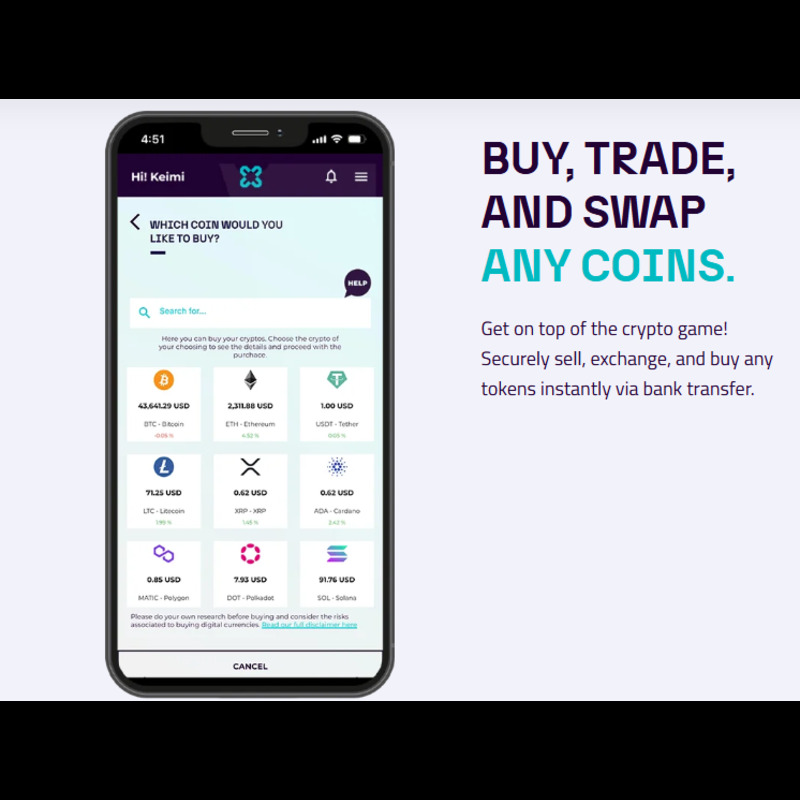 4:51
Hi! Keimi
WHICH COIN WOULD YOU
LIKE TO BUY?
HELP
Search for...
Here you can buy your cryptos. Choose the crypto of
your choosing to see the details and proceed with the
purchace.
43,641.29 USD
BTC - Bitcoin
-0.05 %
2,311.88 USD
ETH - Ethereum
4.52 %
1.00 USD
USDT - Tether
0.03 %
71.25 USD
LTC - Litecoin
1.99 %
0.62 USD
XRP - XRP
1.45 %
0.62 USD
ADA - Cardano
2.42 %
0.85 USD
MATIC - Polygon
7.93 USD
DOT - Polkadot
91.76 USD
SOL - Solana
Please do your own research before buying and consider the risks
associated to buying digital currencies. Read our full disclaimer here
CANCEL
BUY, TRADE,
AND SWAP
ANY COINS.
Get on top of the crypto game!
Securely sell, exchange, and buy any
tokens instantly via bank transfer.